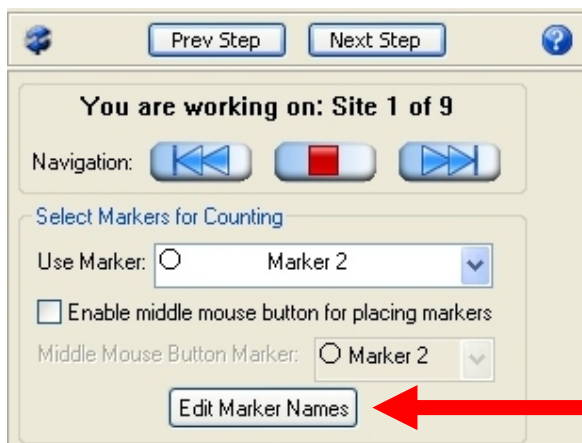 Prev Step Next Step ?
You are working on: Site 1 of 9
Navigation:
Select Markers for Counting
Use Marker: Marker 2
Enable middle mouse button for placing markers
Middle Mouse Button Marker: Marker 2
Edit Marker Names